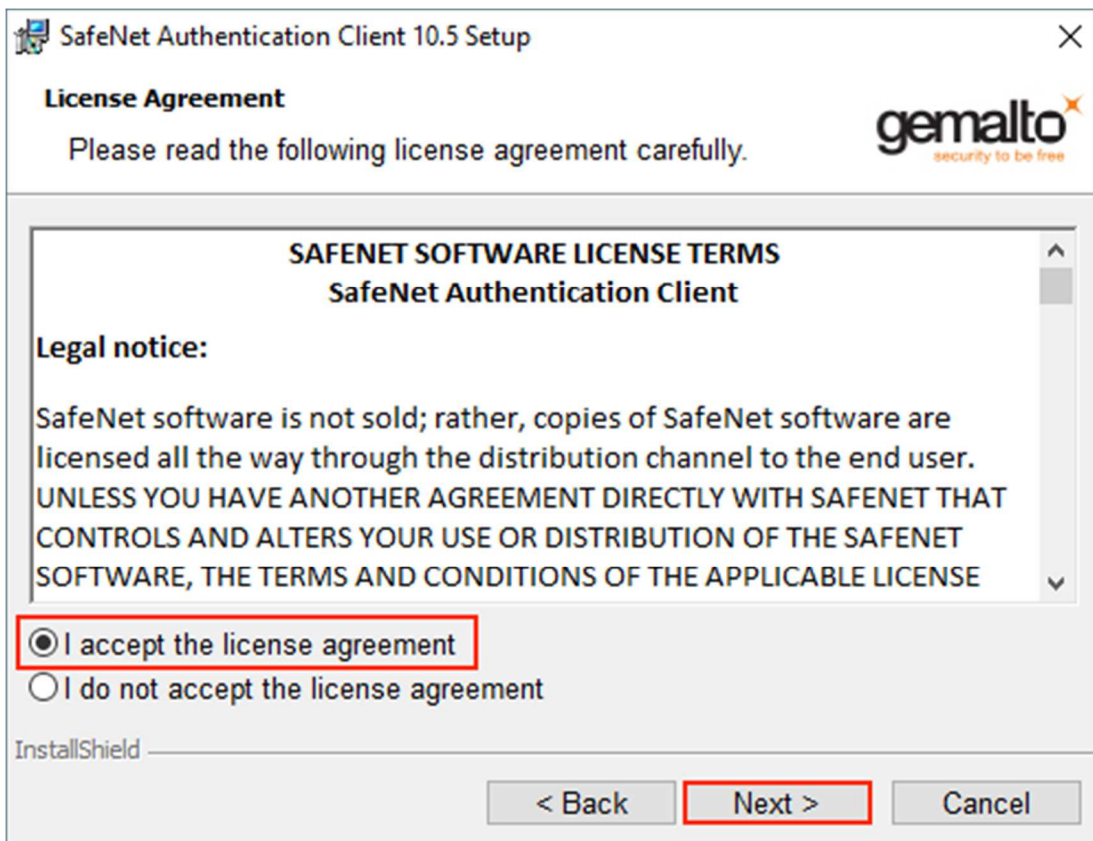 SafeNet Authentication Client 10.5 Setup
License Agreement
Please read the following license agreement carefully.
gemalto
security to be free
SAFENET SOFTWARE LICENSE TERMS
SafeNet Authentication Client
Legal notice:
SafeNet software is not sold; rather, copies of SafeNet software are
licensed all the way through the distribution channel to the end user.
UNLESS YOU HAVE ANOTHER AGREEMENT DIRECTLY WITH SAFENET THAT
CONTROLS AND ALTERS YOUR USE OR DISTRIBUTION OF THE SAFENET
SOFTWARE, THE TERMS AND CONDITIONS OF THE APPLICABLE LICENSE
I accept the license agreement
I do not accept the license agreement
InstallShield
< Back Next > Cancel